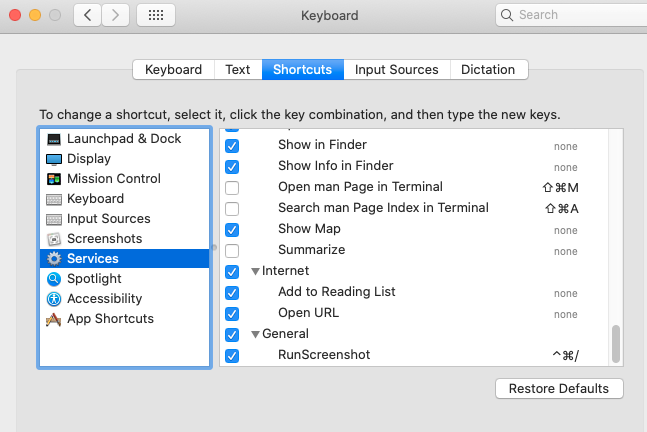 Keyboard
Search
Keyboard Text Shortcuts Input Sources Dictation
To change a shortcut, select it, click the key combination, and then type the new keys.
Launchpad & Dock
Display
Mission Control
Keyboard
Input Sources
Screenshots
Services
Spotlight
Accessibility
App Shortcuts
Show in Finder none
Show Info in Finder none
Open man Page in Terminal ⇧⌘M
Search man Page Index in Terminal ⇧⌘A
Show Map none
Summarize none
Internet
Add to Reading List none
Open URL none
General
RunScreenshot ^⌘/
Restore Defaults